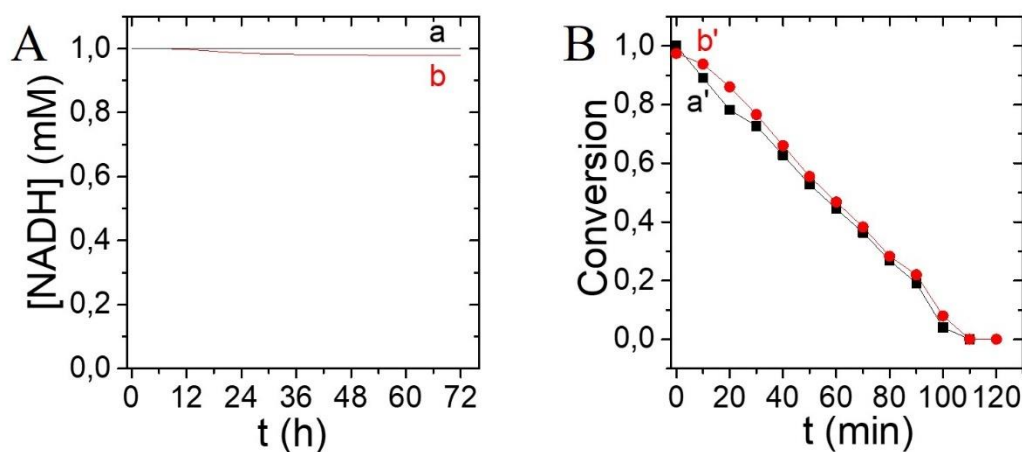 A
[NADH] (mM)
1,0
0,8
0,6
0,4
0,2
0,0
a
b
0 12 24 36 48 60 72
t (h)
B
Conversion
1,0
0,8
0,6
0,4
0,2
0,0
b'
a'
0 20 40 60 80 100 120
t (min)